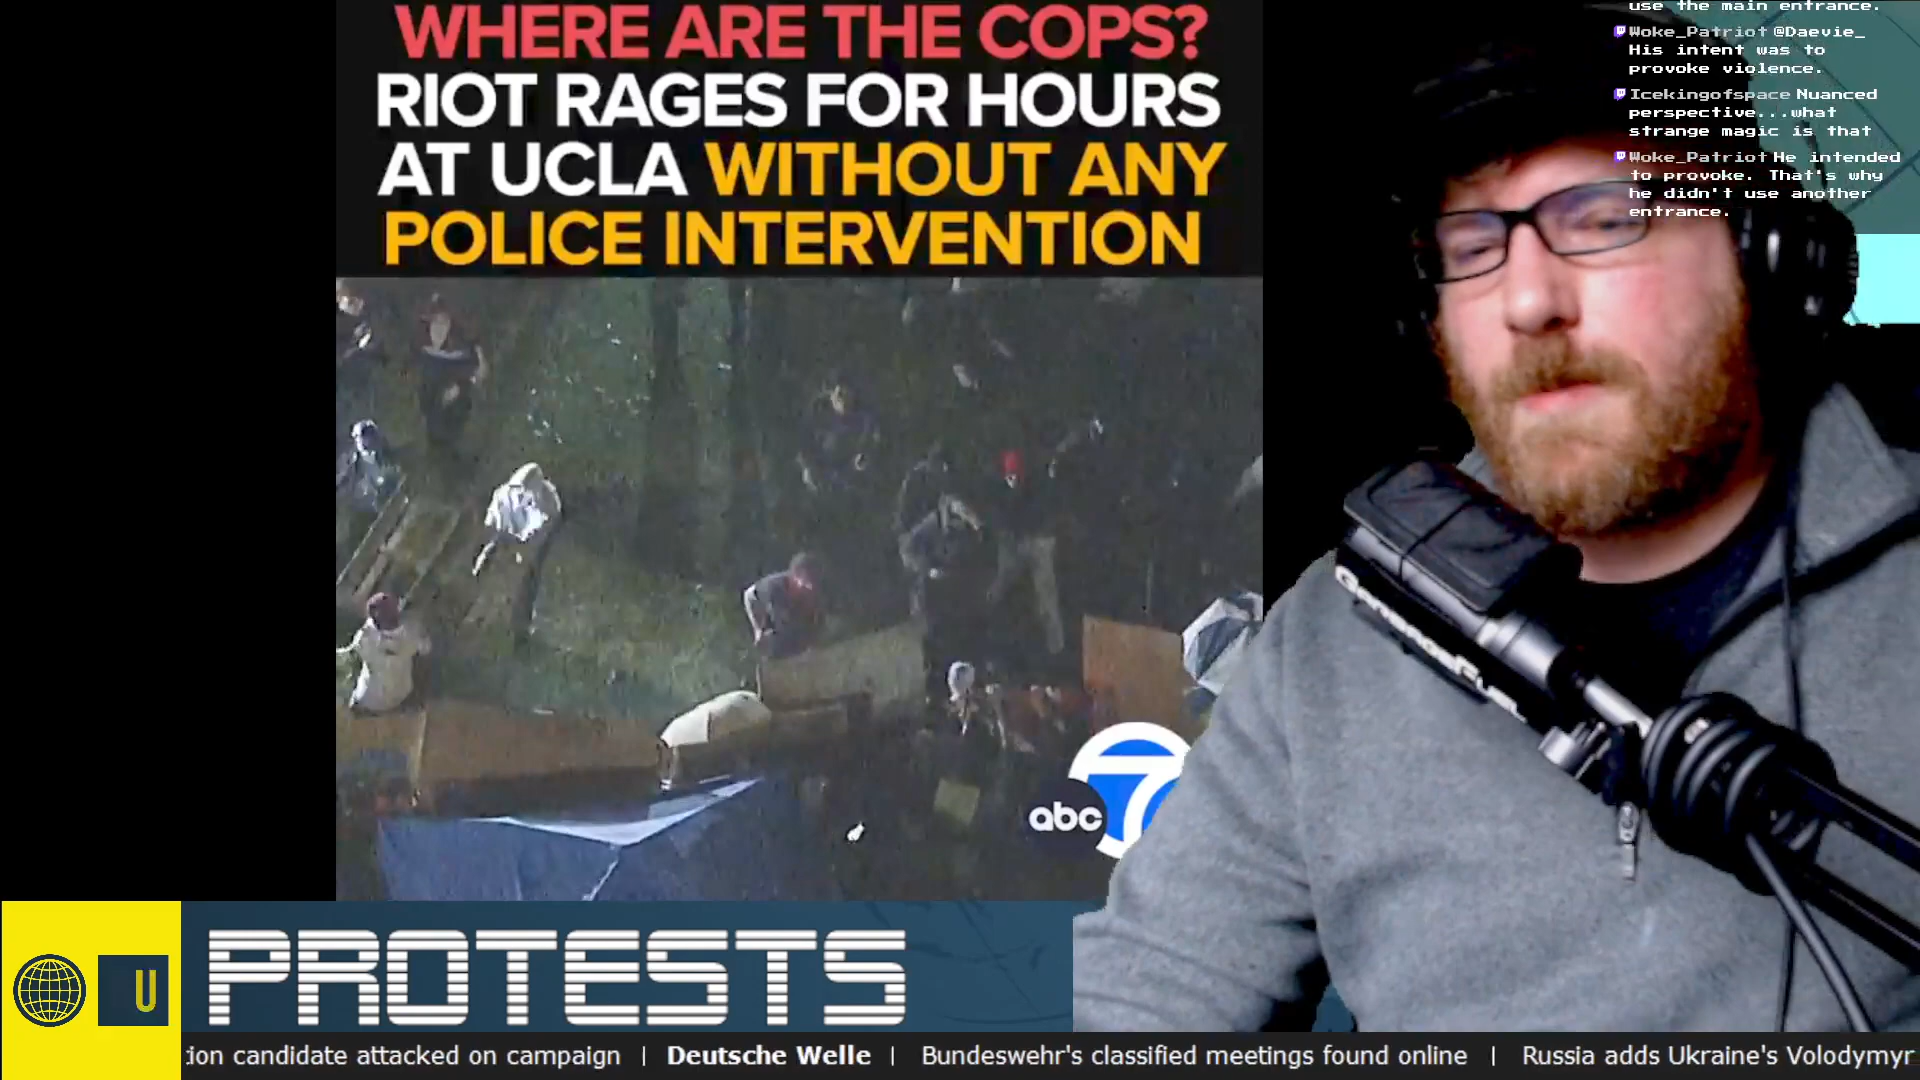 WHERE ARE THE COPS?
RIOT RAGES FOR HOURS
AT UCLA WITHOUT ANY
POLICE INTERVENTION
use the main entrance.
Woke_Patriot @Daevie_
His intent was to
provoke violence.
Icekingofspace Nuanced
perspective...what
strange magic is that
Woke_Patriot He intended
to provoke. That's why
he didn't use another
entrance.
abc 7
U
PROTESTS
ion candidate attacked on campaign | Deutsche Welle | Bundeswehr's classified meetings found online | Russia adds Ukraine's Volodymyr